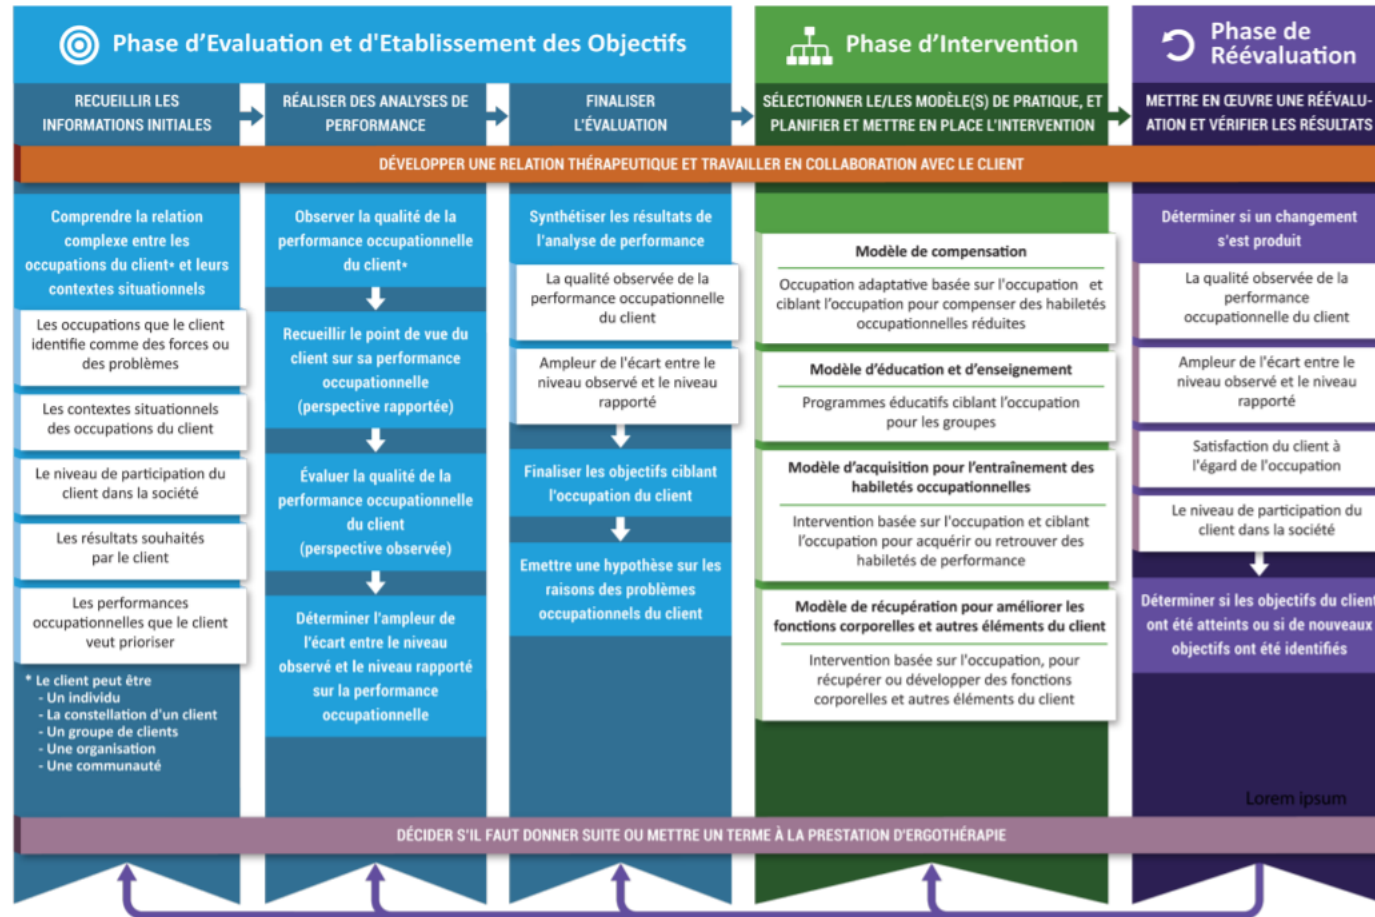 Phase d'Evaluation et d'Etablissement des Objectifs
RECUEILLIR LES
INFORMATIONS INITIALES
RÉALISER DES ANALYSES DE
PERFORMANCE
FINALISER
L'ÉVALUATION
Phase d'Intervention
SÉLECTIONNER LE/LES MODÈLE(S) DE PRATIQUE, ET
PLANIFIER ET METTRE EN PLACE L'INTERVENTION
Phase de
Réévaluation
METTRE EN ŒUVRE UNE RÉÉVALU-
ATION ET VÉRIFIER LES RÉSULTATS
DÉVELOPPER UNE RELATION THÉRAPEUTIQUE ET TRAVAILLER EN COLLABORATION AVEC LE CLIENT
Comprendre la relation
complexe entre les
occupations du client* et leurs
contextes situationnels
Les occupations que le client
identifie comme des forces ou
des problèmes
Les contextes situationnels
des occupations du client
Le niveau de participation du
client dans la société
Les résultats souhaités
par le client
Les performances
occupationnelles que le client
veut prioriser
* Le client peut être
- Un individu
- La constellation d'un client
- Un groupe de clients
- Une organisation
- Une communauté
Observer la qualité de la
performance occupationnelle
du client*
Recueillir le point de vue du
client sur sa performance
occupationnelle
(perspective rapportée)
Évaluer la qualité de la
performance occupationnelle
du client
(perspective observée)
Déterminer l'ampleur de
l'écart entre le niveau
observé et le niveau rapporté
sur la performance
occupationnelle
Synthétiser les résultats de
l'analyse de performance
La qualité observée de la
performance occupationnelle
du client
Ampleur de l'écart entre le
niveau observé et le niveau
rapporté
Finaliser les objectifs ciblant
l'occupation du client
Emettre une hypothèse sur les
raisons des problèmes
occupationnels du client
Modèle de compensation
Occupation adaptative basée sur l'occupation et
ciblant l'occupation pour compenser des habiletés
occupationnelles réduites
Modèle d'éducation et d'enseignement
Programmes éducatifs ciblant l'occupation
pour les groupes
Modèle d'acquisition pour l'entraînement des
habiletés occupationnelles
Intervention basée sur l'occupation et ciblant
l'occupation pour acquérir ou retrouver des
habiletés de performance
Modèle de récupération pour améliorer les
fonctions corporelles et autres éléments du client
Intervention basée sur l'occupation, pour
récupérer ou développer des fonctions
corporelles et autres éléments du client
Déterminer si un changement
s'est produit
La qualité observée de la
performance
occupationnelle du client
Ampleur de l'écart entre le
niveau observé et le niveau
rapporté
Satisfaction du client à
l'égard de l'occupation
Le niveau de participation du
client dans la société
Déterminer si les objectifs du client
ont été atteints ou si de nouveaux
objectifs ont été identifiés
Lorem ipsum
DÉCIDER S'IL FAUT DONNER SUITE OU METTRE UN TERME À LA PRESTATION D'ERGOTHÉRAPIE